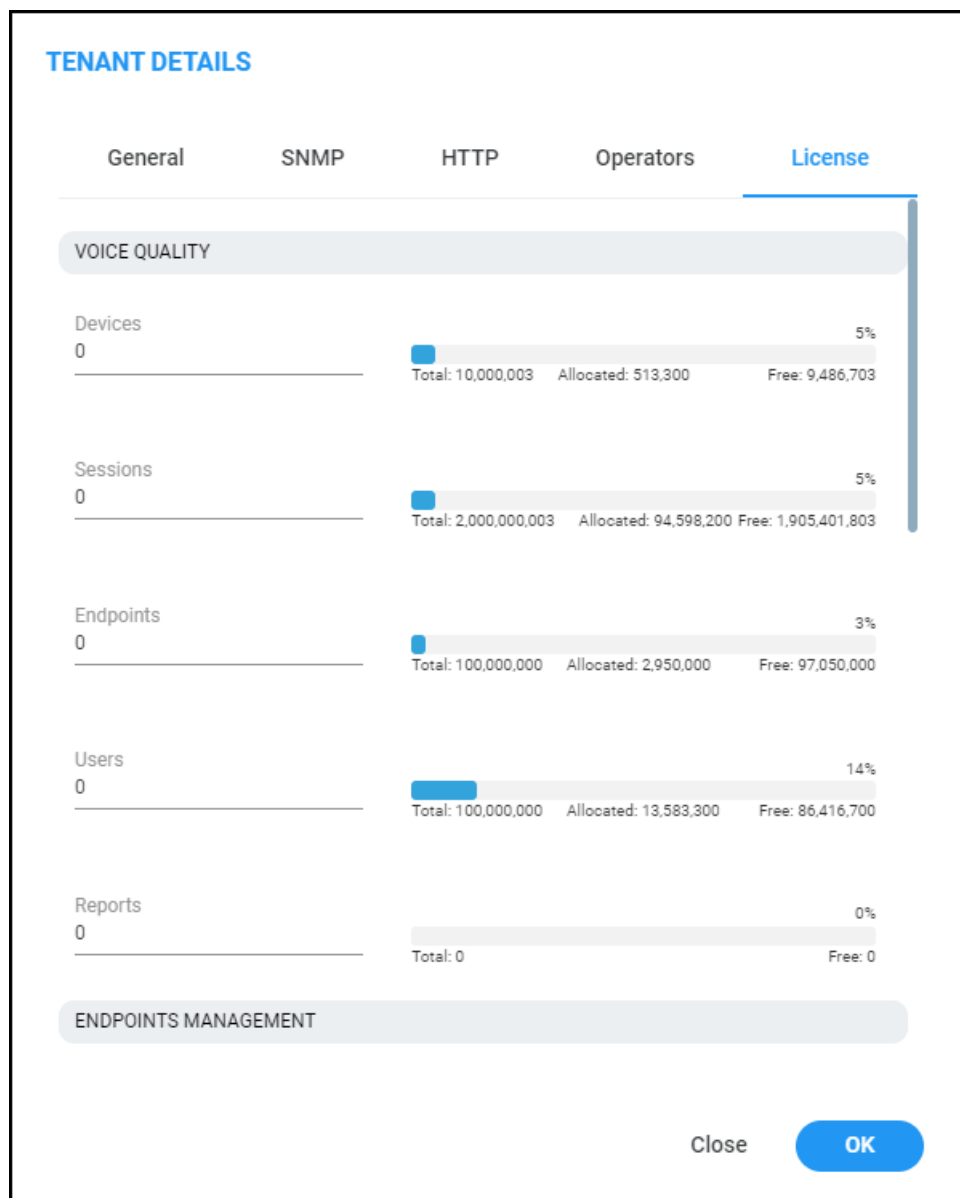 TENANT DETAILS
General SNMP HTTP Operators License
VOICE QUALITY
Devices
0
5%
Total: 10,000,003 Allocated: 513,300 Free: 9,486,703
Sessions
0
5%
Total: 2,000,000,003 Allocated: 94,598,200 Free: 1,905,401,803
Endpoints
0
3%
Total: 100,000,000 Allocated: 2,950,000 Free: 97,050,000
Users
0
14%
Total: 100,000,000 Allocated: 13,583,300 Free: 86,416,700
Reports
0
0%
Total: 0 Free: 0
ENDPOINTS MANAGEMENT
Close OK